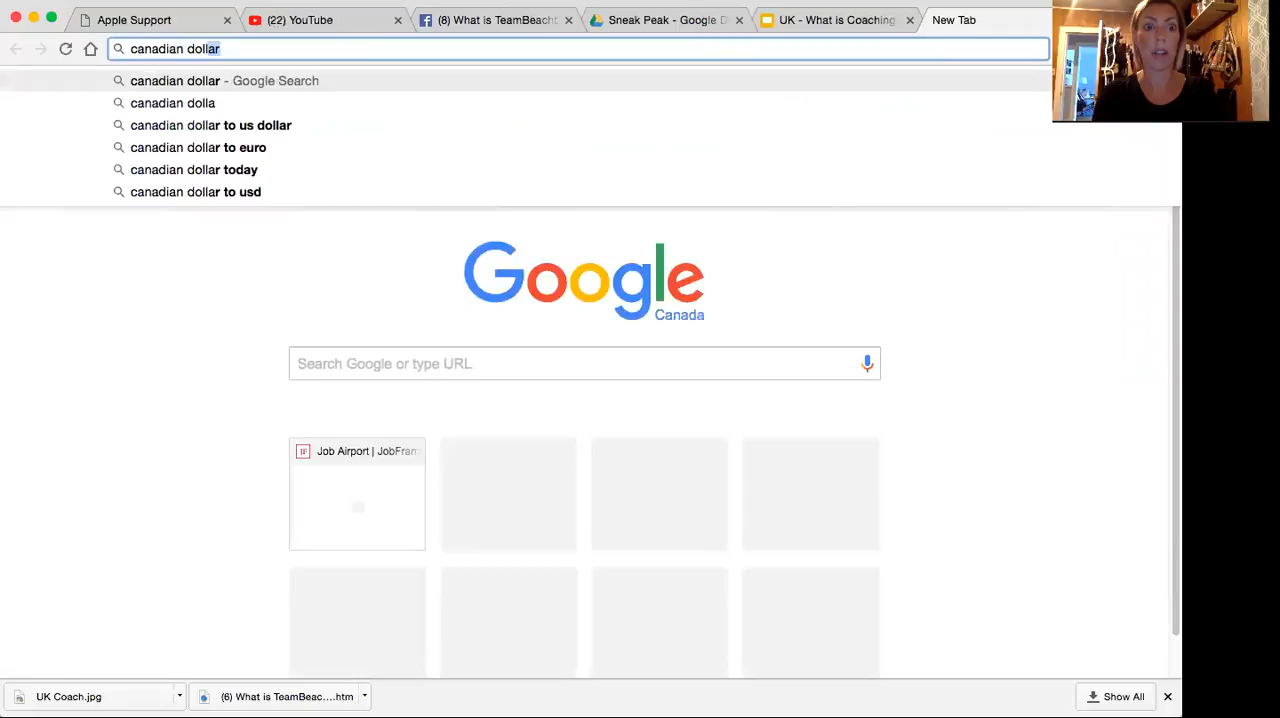 Apple Support
(22) YouTube
(8) What is TeamBeacht
Sneak Peak - Google D
UK - What is Coaching
New Tab
canadian dollar
canadian dollar - Google Search
canadian dolla
canadian dollar to us dollar
canadian dollar to euro
canadian dollar today
canadian dollar to usd
Google
Canada
Search Google or type URL
Job Airport | JobFram
UK Coach.jpg
(6) What is TeamBeac....htm
Show All